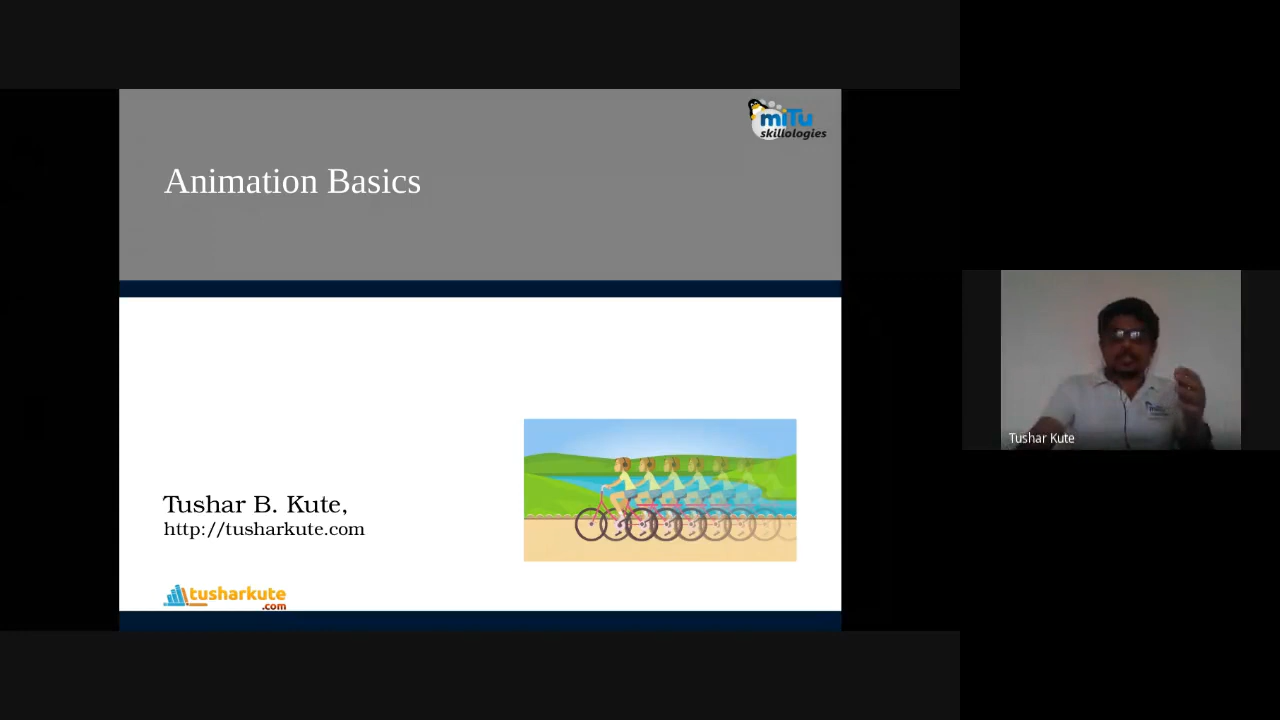 miTu
skillologies
Animation Basics
Tushar B. Kute,
http://tusharkute.com
tusharkute
.com
Tushar Kute